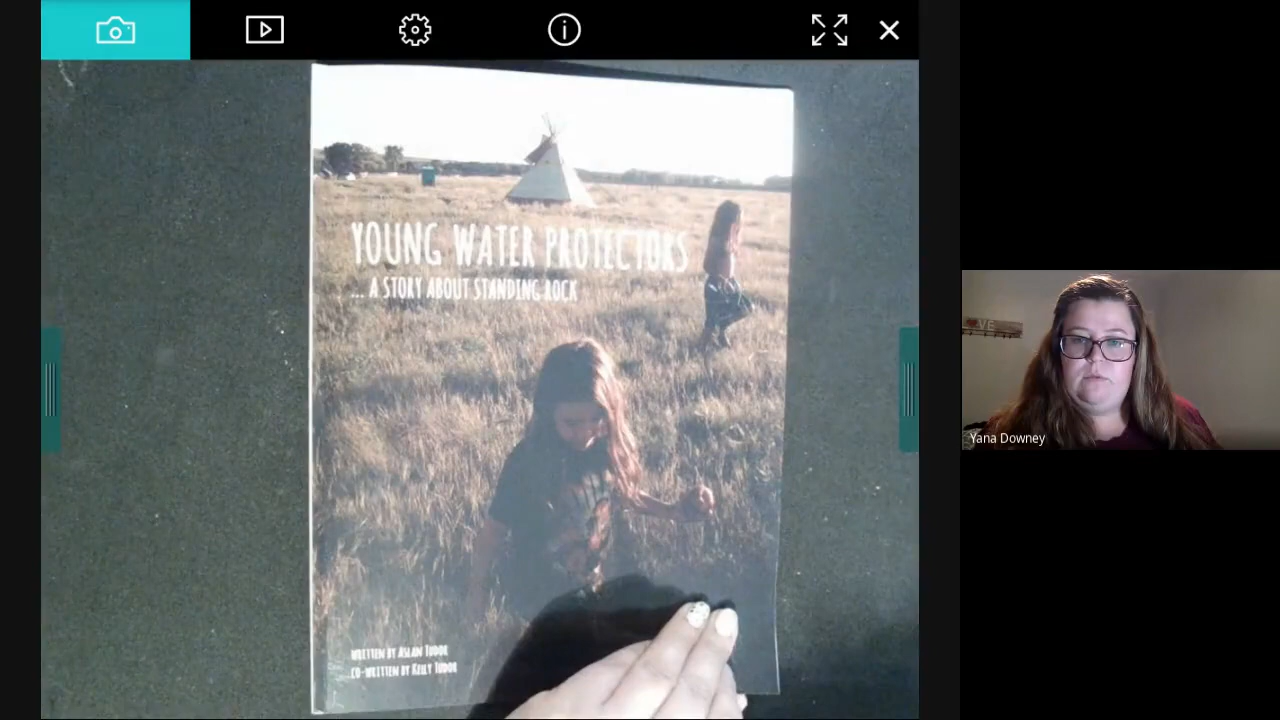 YOUNG WATER PROTECTORS
... A STORY ABOUT STANDING ROCK
WRITTEN BY ASLAN TUDOR
CO-WRITTEN BY KELLY TUDOR
Yana Downey